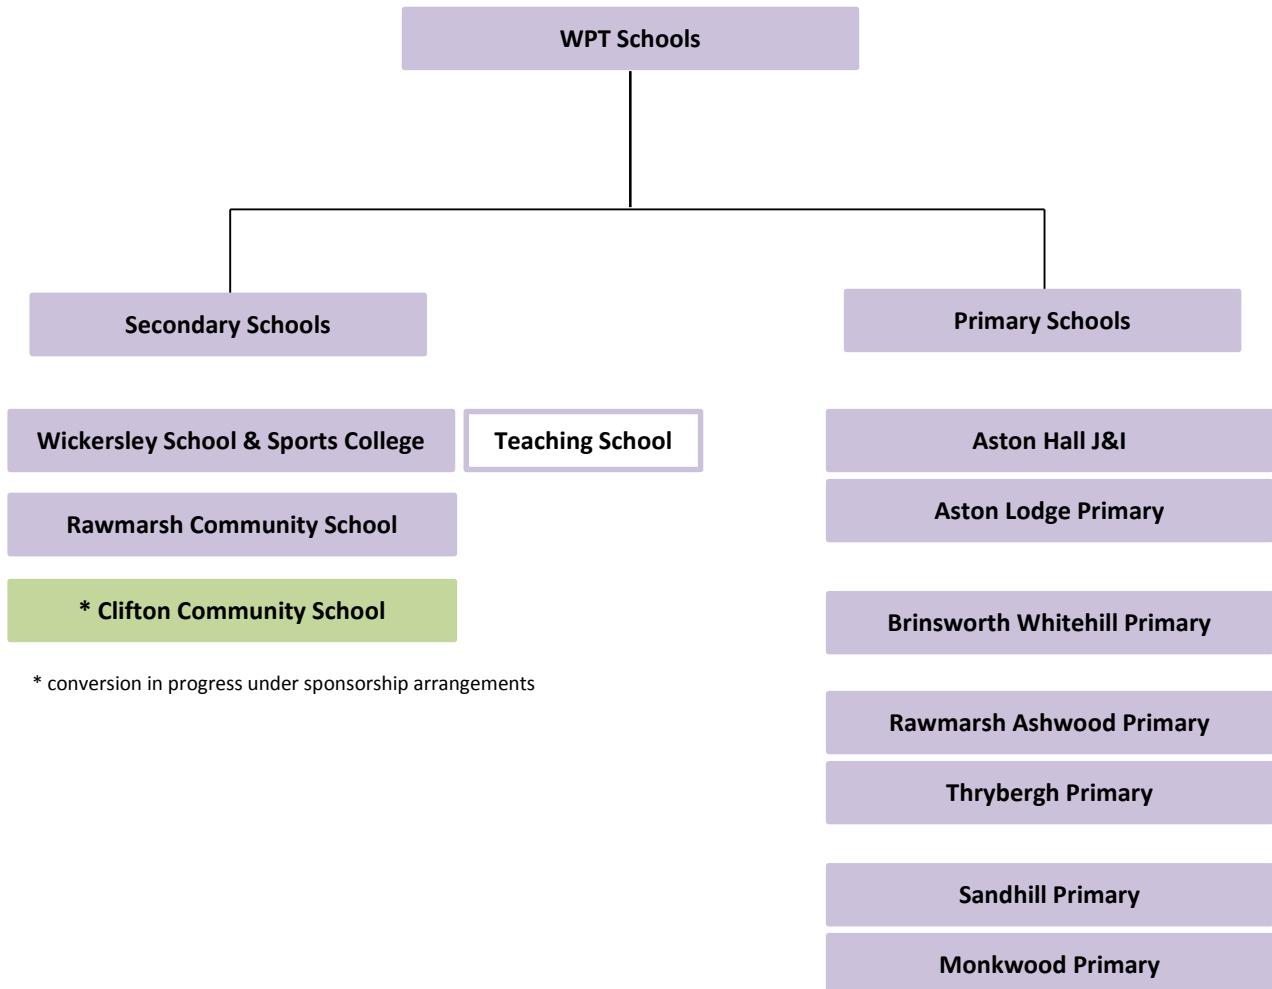 WPT Schools
Secondary Schools
Primary Schools
Wickersley School & Sports College
Teaching School
Rawmarsh Community School
* Clifton Community School
* conversion in progress under sponsorship arrangements
Aston Hall J&I
Aston Lodge Primary
Brinsworth Whitehill Primary
Rawmarsh Ashwood Primary
Thrybergh Primary
Sandhill Primary
Monkwood Primary